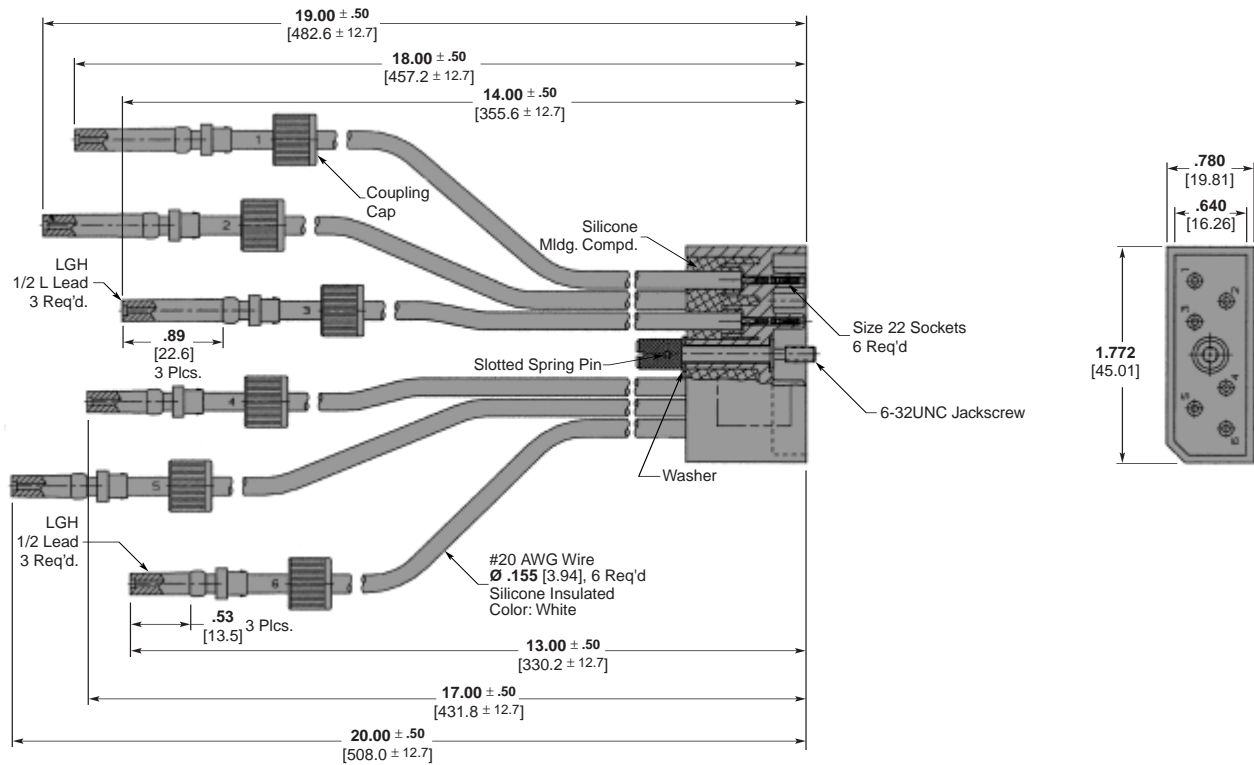 19.00 ± .50
[482.6 ± 12.7]
18.00 ± .50
[457.2 ± 12.7]
14.00 ± .50
[355.6 ± 12.7]
1
Coupling
Cap
2
Silicone
Mldg. Compd.
LGH
1/2 L Lead
3 Req'd.
3
.89
[22.6]
3 Plcs.
Slotted Spring Pin
Size 22 Sockets
6 Req'd
6-32UNC Jackscrew
4
Washer
5
LGH
1/2 Lead
3 Req'd.
6
#20 AWG Wire
Ø .155 [3.94], 6 Req'd
Silicone Insulated
Color: White
.53
[13.5]
3 Plcs.
13.00 ± .50
[330.2 ± 12.7]
17.00 ± .50
[431.8 ± 12.7]
20.00 ± .50
[508.0 ± 12.7]
.780
[19.81]
.640
[16.26]
1.772
[45.01]
1
2
3
4
5
6